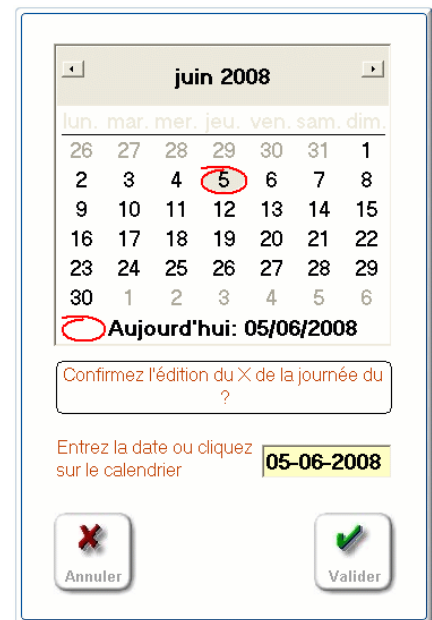 juin 2008
lun. mar. mer. jeu. ven. sam. dim.
26 27 28 29 30 31 1
2 3 4 5 6 7 8
9 10 11 12 13 14 15
16 17 18 19 20 21 22
23 24 25 26 27 28 29
30 1 2 3 4 5 6
Aujourd'hui: 05/06/2008
Confirmez l'édition du X de la journée du
?
Entrez la date ou cliquez
sur le calendrier
05-06-2008
Annuler
Valider